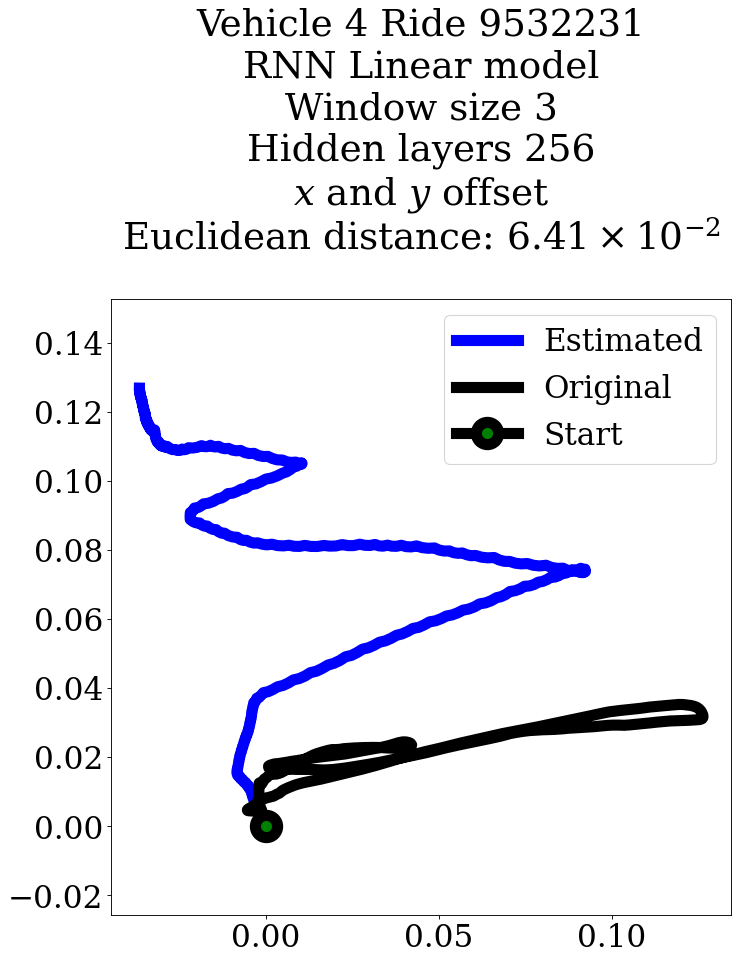 Vehicle 4 Ride 9532231
RNN Linear model
Window size 3
Hidden layers 256
x and y offset
Euclidean distance: 6.41 × 10⁻²
Estimated
Original
Start
0.14
0.12
0.10
0.08
0.06
0.04
0.02
0.00
−0.02
0.00 0.05 0.10